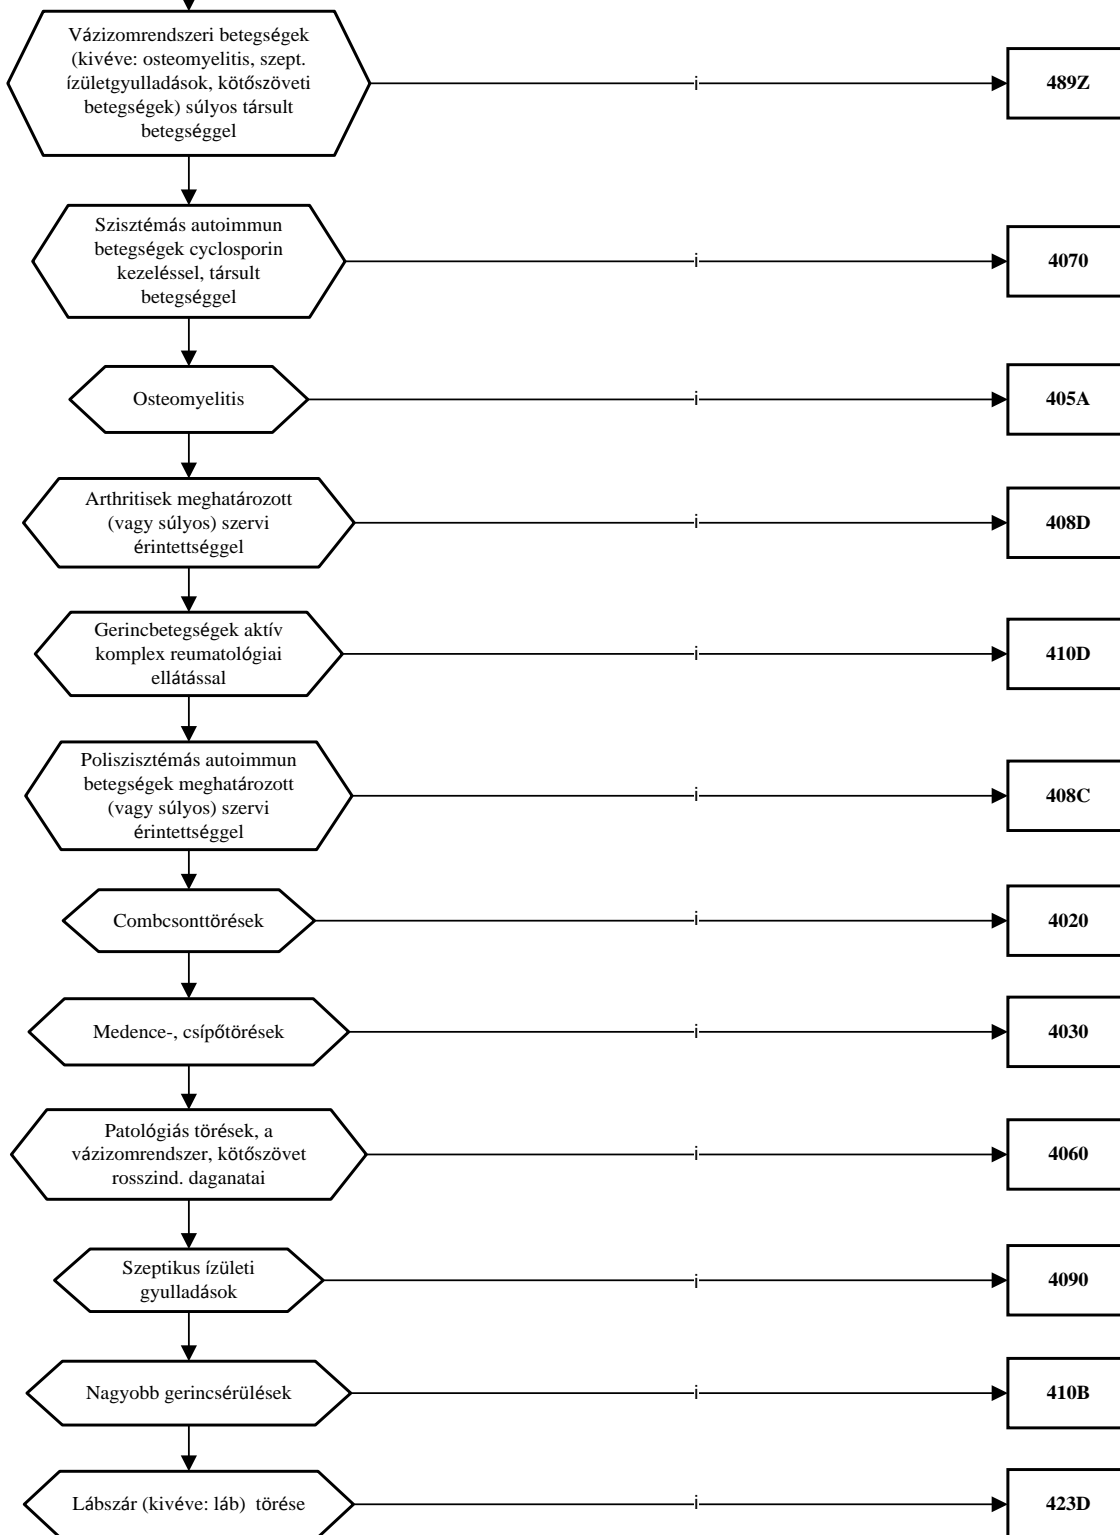 Vázizomrendszeri betegségek
(kivéve: osteomyelitis, szept.
ízületgyulladások, kötőszöveti
betegségek) súlyos társult
betegséggel
i
489Z
Szisztémás autoimmun
betegségek cyclosporin
kezeléssel, társult
betegséggel
i
4070
Osteomyelitis
i
405A
Arthritisek meghatározott
(vagy súlyos) szervi
érintettséggel
i
408D
Gerincbetegségek aktív
komplex reumatológiai
ellátással
i
410D
Poliszisztémás autoimmun
betegségek meghatározott
(vagy súlyos) szervi
érintettséggel
i
408C
Combcsonttörések
i
4020
Medence-, csípőtörések
i
4030
Patológiás törések, a
vázizomrendszer, kötőszövet
rosszind. daganatai
i
4060
Szeptikus ízületi
gyulladások
i
4090
Nagyobb gerincsérülések
i
410B
Lábszár (kivéve: láb) törése
i
423D